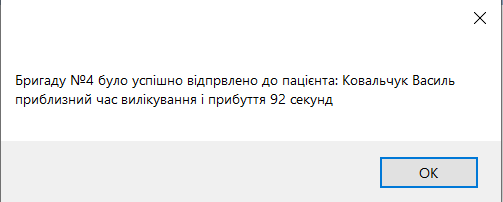 Бригаду №4 було успішно відпрвлено до пацієнта: Ковальчук Василь
приблизний час вилікування і прибуття 92 секунд
OK